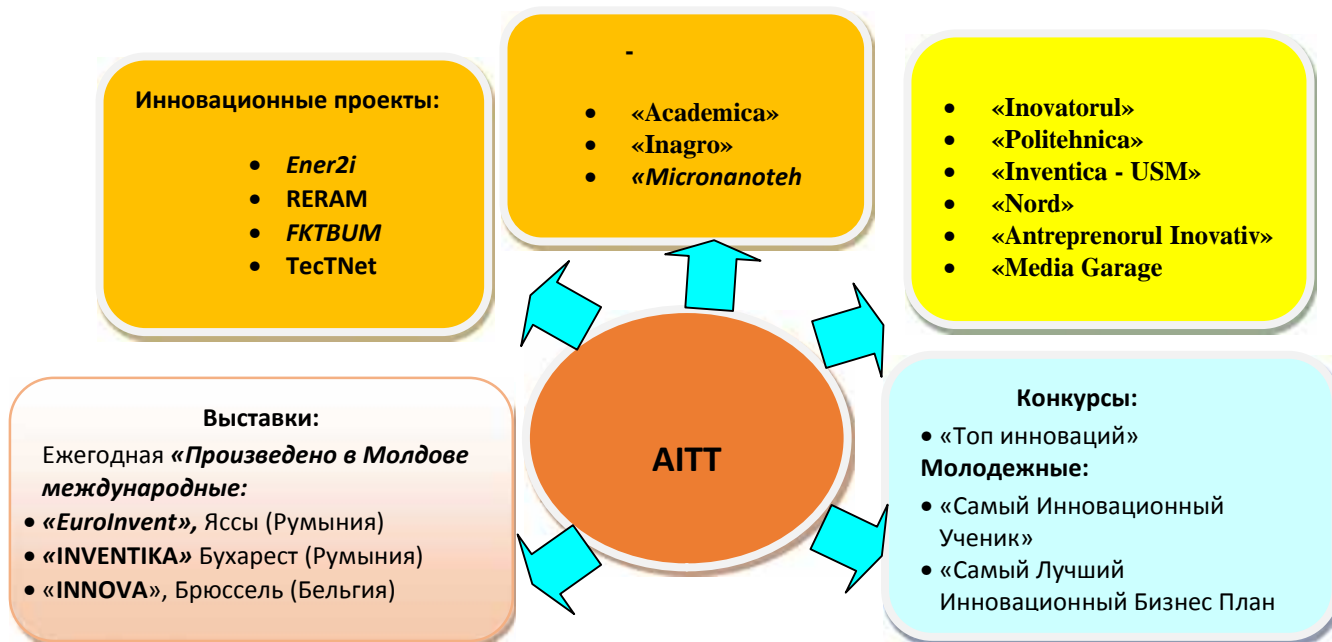 Инновационные проекты:
• Ener2i
• RERAM
• FKTBUM
• TecTNet
-
• «Academica»
• «Inagro»
• «Micronanoteh
• «Inovatorul»
• «Politehnica»
• «Inventica - USM»
• «Nord»
• «Antreprenorul Inovativ»
• «Media Garage
AITT
Выставки:
Ежегодная «Произведено в Молдове
международные:
• «EuroInvent», Яссы (Румыния)
• «INVENTIKA» Бухарест (Румыния)
• «INNOVA», Брюссель (Бельгия)
Конкурсы:
• «Топ инноваций»
Молодежные:
• «Самый Инновационный
Ученик»
• «Самый Лучший
Инновационный Бизнес План